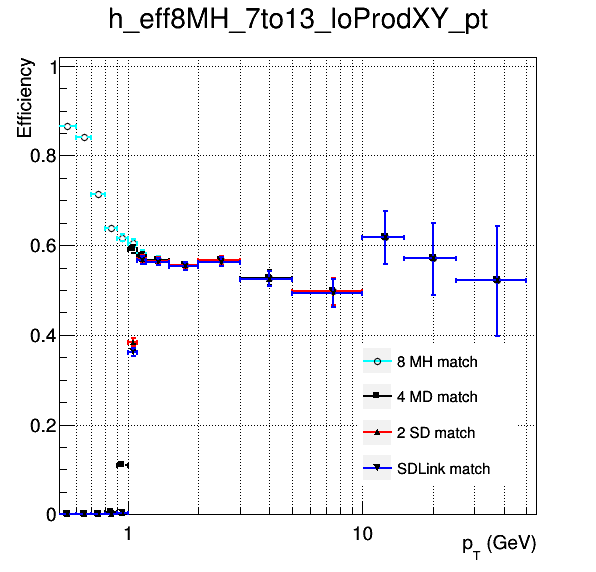 h_eff8MH_7to13_loProdXY_pt
Efficiency
1
0.8
0.6
0.4
0.2
0
8 MH match
4 MD match
2 SD match
SDLink match
1
10
p_T (GeV)